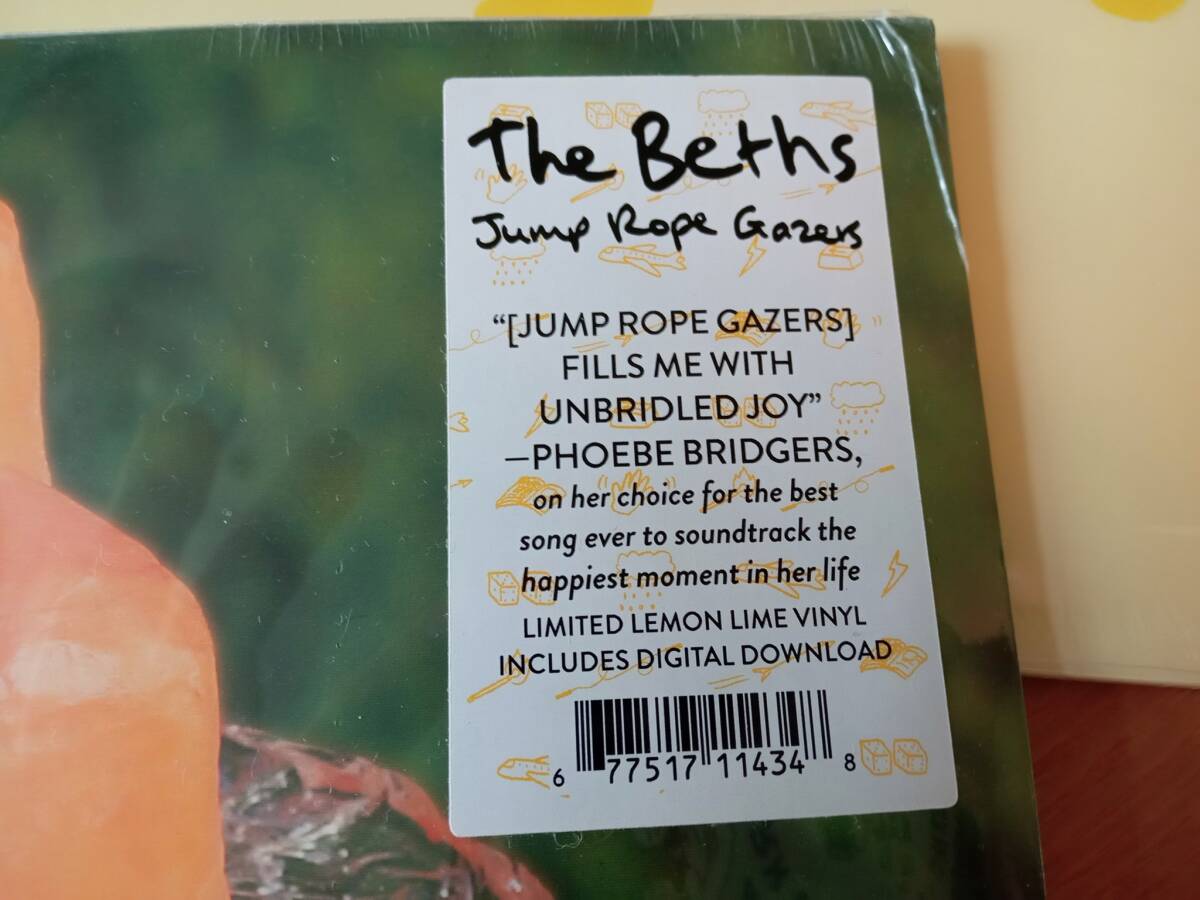 The Beths
Jump Rope Gazers
“[JUMP ROPE GAZERS]
FILLS ME WITH
UNBRIDLED JOY”
—PHOEBE BRIDGERS,
on her choice for the best
song ever to soundtrack the
happiest moment in her life
LIMITED LEMON LIME VINYL
INCLUDES DIGITAL DOWNLOAD
6 77517 11434 8